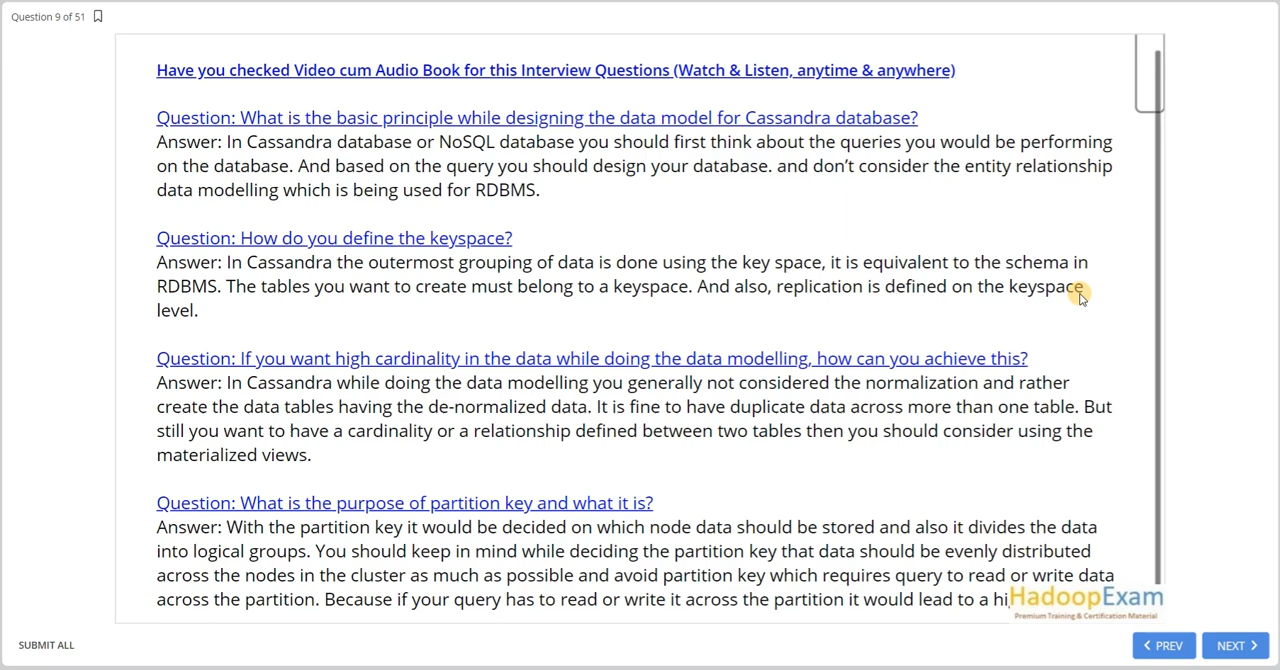 Question 9 of 51
Have you checked Video cum Audio Book for this Interview Questions (Watch & Listen, anytime & anywhere)
Question: What is the basic principle while designing the data model for Cassandra database?
Answer: In Cassandra database or NoSQL database you should first think about the queries you would be performing
on the database. And based on the query you should design your database. and don’t consider the entity relationship
data modelling which is being used for RDBMS.
Question: How do you define the keyspace?
Answer: In Cassandra the outermost grouping of data is done using the key space, it is equivalent to the schema in
RDBMS. The tables you want to create must belong to a keyspace. And also, replication is defined on the keyspace
level.
Question: If you want high cardinality in the data while doing the data modelling, how can you achieve this?
Answer: In Cassandra while doing the data modelling you generally not considered the normalization and rather
create the data tables having the de-normalized data. It is fine to have duplicate data across more than one table. But
still you want to have a cardinality or a relationship defined between two tables then you should consider using the
materialized views.
Question: What is the purpose of partition key and what it is?
Answer: With the partition key it would be decided on which node data should be stored and also it divides the data
into logical groups. You should keep in mind while deciding the partition key that data should be evenly distributed
across the nodes in the cluster as much as possible and avoid partition key which requires query to read or write data
across the partition. Because if your query has to read or write it across the partition it would lead to a
HadoopExam
Premium Training & Certification Material
SUBMIT ALL
PREV
NEXT